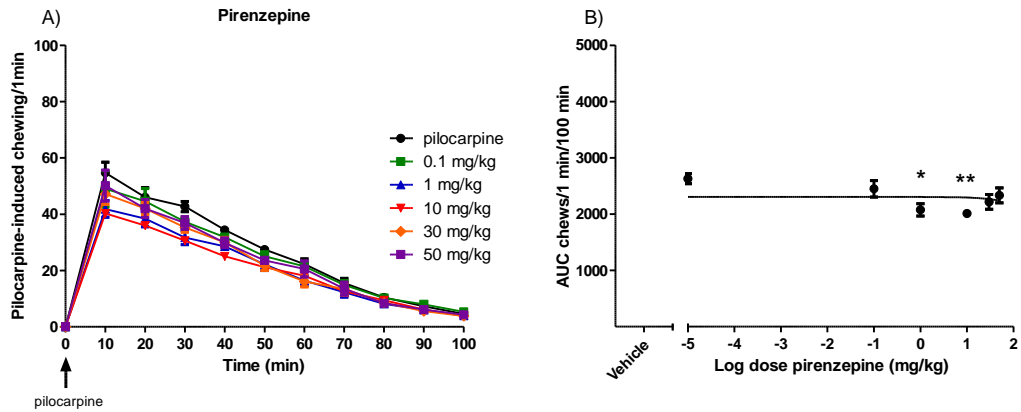 A)
Pirenzepine
Pilocarpine-induced chewing/1min
100
80
60
40
20
0
pilocarpine
0.1 mg/kg
1 mg/kg
10 mg/kg
30 mg/kg
50 mg/kg
0 10 20 30 40 50 60 70 80 90 100
Time (min)
pilocarpine
B)
AUC chews/1 min/100 min
5000
4000
3000
2000
1000
* **
Vehicle
-5 -4 -3 -2 -1 0 1 2
Log dose pirenzepine (mg/kg)